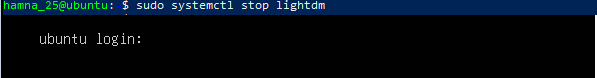 hamna_25@ubuntu: $ sudo systemctl stop lightdm
ubuntu login: